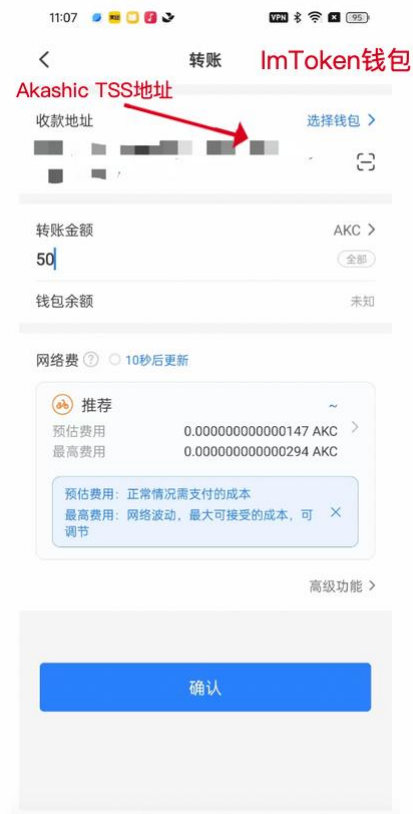 11:07
VPN
95
转账
ImToken钱包
Akashic TSS地址
收款地址
选择钱包
转账金额
AKC
50
全部
钱包余额
未知
网络费
10秒后更新
推荐
~
预估费用
0.000000000000147 AKC
最高费用
0.000000000000294 AKC
预估费用：正常情况需支付的成本
最高费用：网络波动，最大可接受的成本，可
调节
高级功能
确认